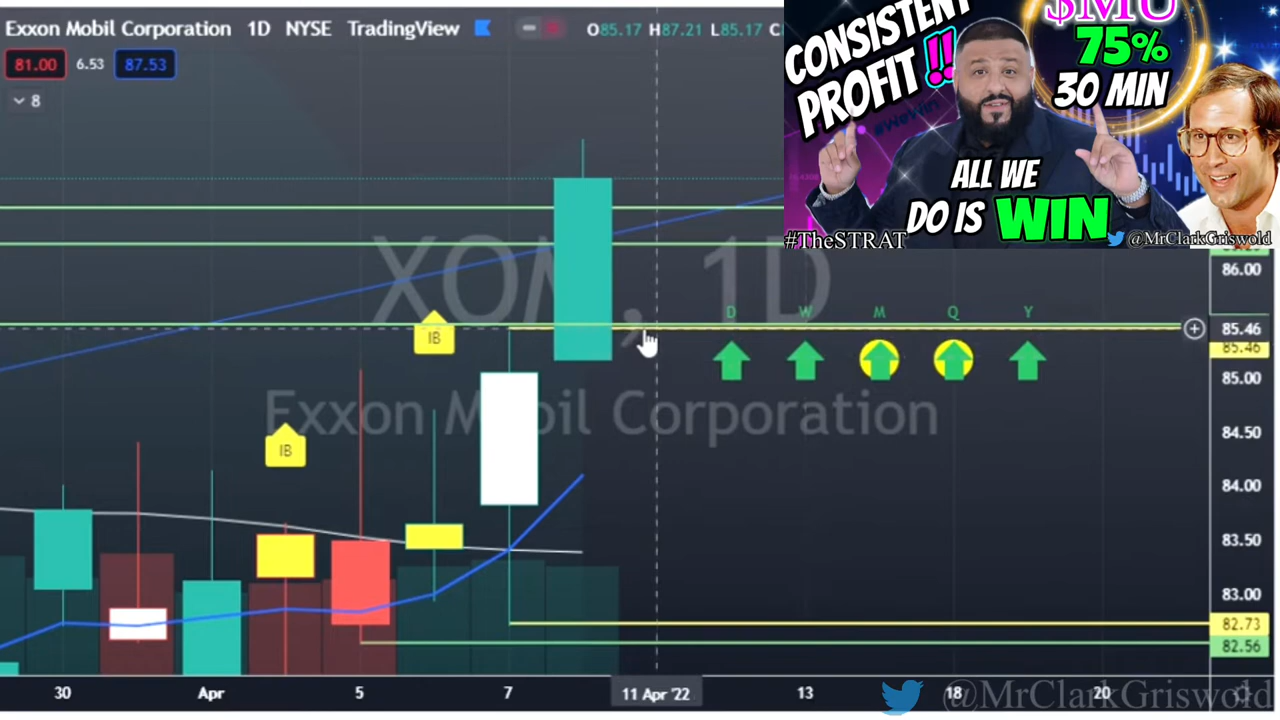 Exxon Mobil Corporation 1D NYSE TradingView O85.17 H87.21 L85.17
81.00 6.53 87.53
8
CONSISTENT
PROFIT !!
$MU
75%
30 MIN
#WeWin
ALL WE
DO IS WIN
#TheSTRAT
@MrClarkGriswold
XOM, 1D
Exxon Mobil Corporation
IB
IB
D W M Q Y
86.00
85.46
85.46
85.00
84.50
84.00
83.50
83.00
82.73
82.56
30 Apr 5 7 11 Apr '22 13 18 20
@MrClarkGriswold